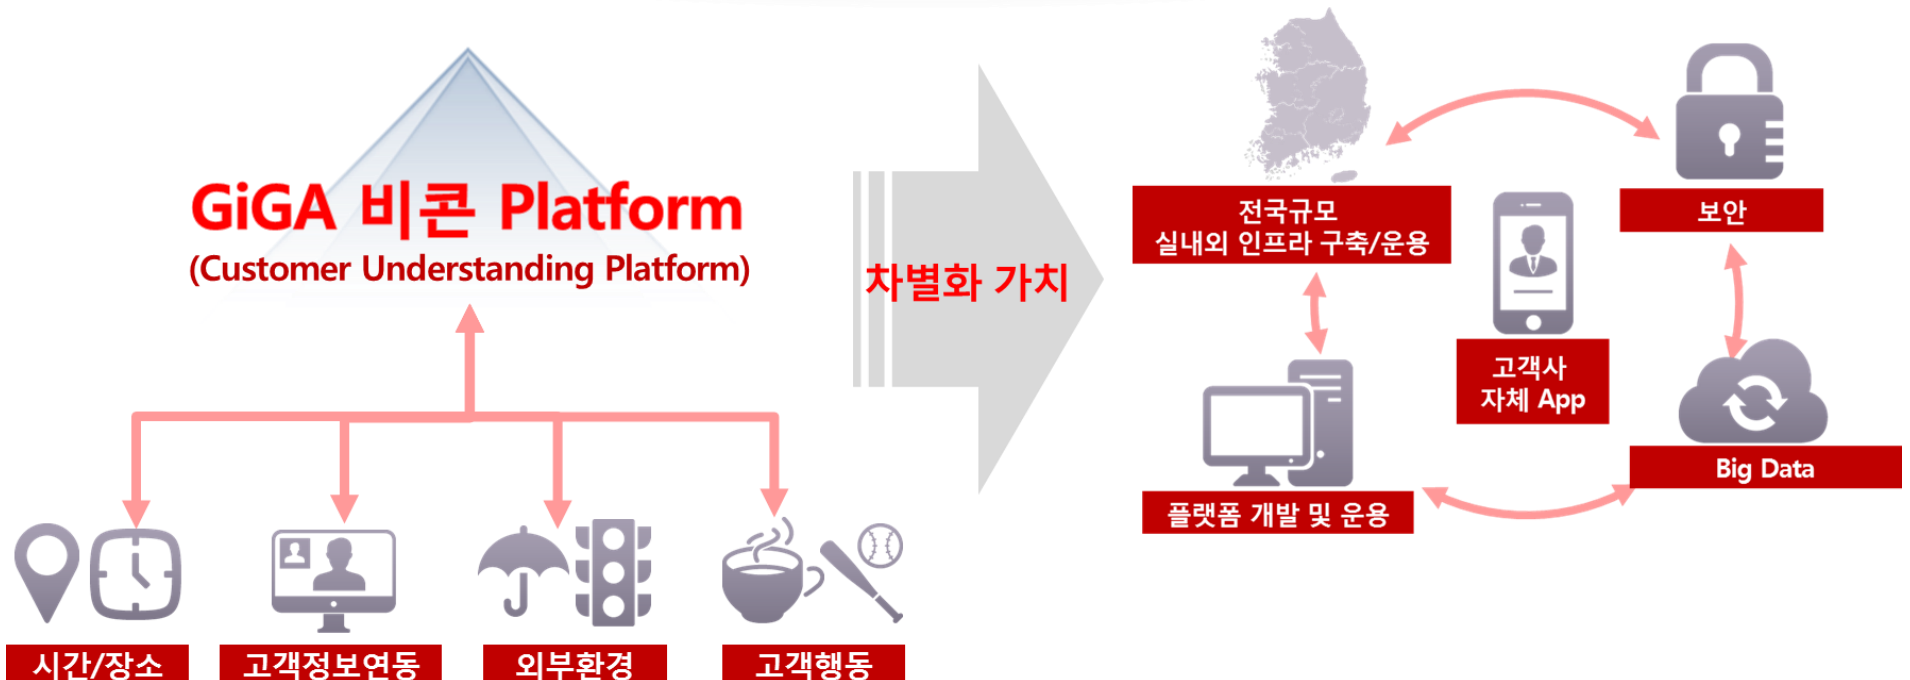 GiGA 비콘 Platform
(Customer Understanding Platform)
시간/장소
고객정보연동
외부환경
고객행동
차별화 가치
전국규모
실내외 인프라 구축/운용
보안
고객사
자체 App
플랫폼 개발 및 운용
Big Data